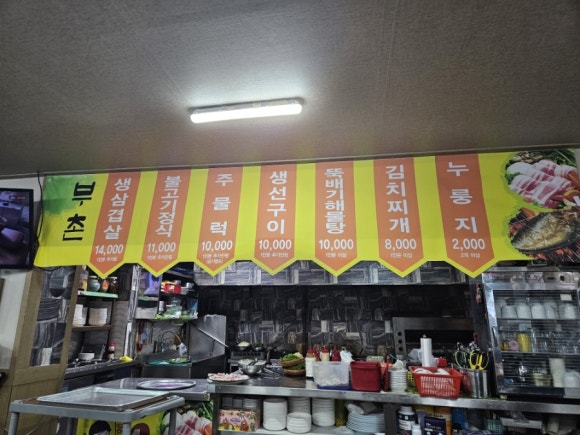 부촌
생삼겹살
14,000
불고기정식
11,000
주물럭
10,000
생선구이
10,000
뚝배기해물탕
10,000
김치찌개
8,000
누룽지
2,000